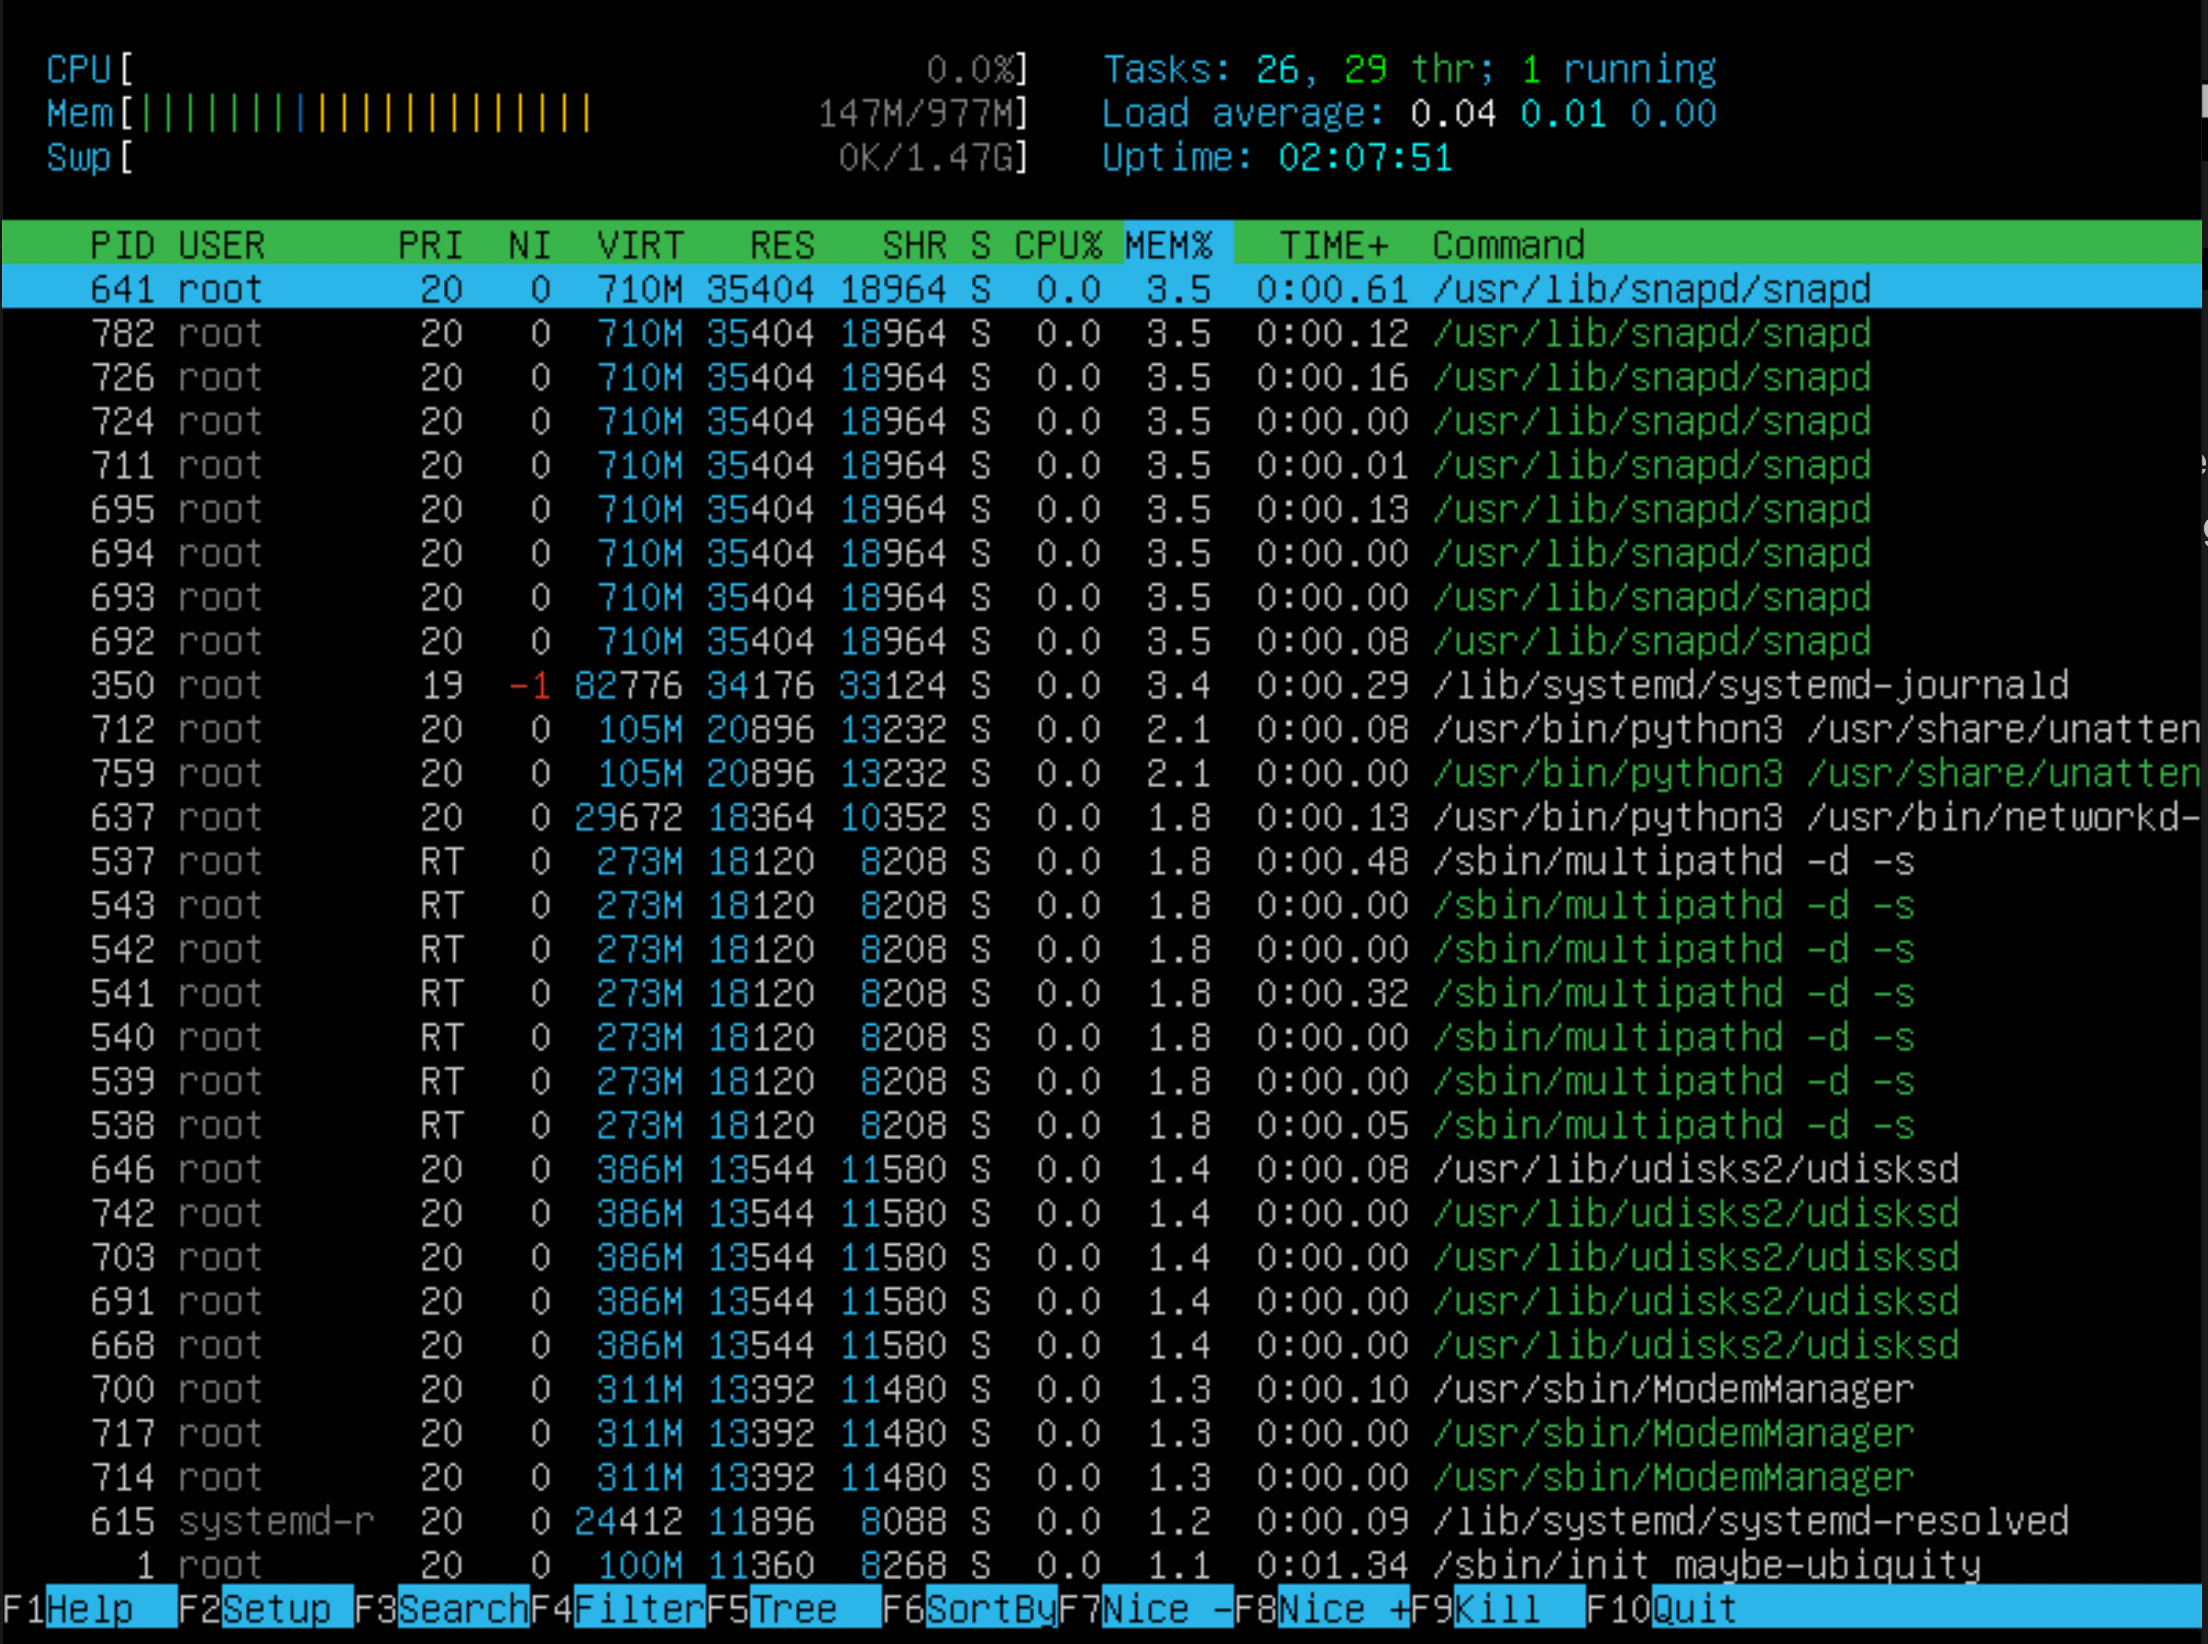 CPU[ 0.0%] Tasks: 26, 29 thr; 1 running
Mem[||||||||||||||||||||| 147M/977M] Load average: 0.04 0.01 0.00
Swp[ 0K/1.47G] Uptime: 02:07:51
PID USER PRI NI VIRT RES SHR S CPU% MEM% TIME+ Command
641 root 20 0 710M 35404 18964 S 0.0 3.5 0:00.61 /usr/lib/snapd/snapd
782 root 20 0 710M 35404 18964 S 0.0 3.5 0:00.12 /usr/lib/snapd/snapd
726 root 20 0 710M 35404 18964 S 0.0 3.5 0:00.16 /usr/lib/snapd/snapd
724 root 20 0 710M 35404 18964 S 0.0 3.5 0:00.00 /usr/lib/snapd/snapd
711 root 20 0 710M 35404 18964 S 0.0 3.5 0:00.01 /usr/lib/snapd/snapd
695 root 20 0 710M 35404 18964 S 0.0 3.5 0:00.13 /usr/lib/snapd/snapd
694 root 20 0 710M 35404 18964 S 0.0 3.5 0:00.00 /usr/lib/snapd/snapd
693 root 20 0 710M 35404 18964 S 0.0 3.5 0:00.00 /usr/lib/snapd/snapd
692 root 20 0 710M 35404 18964 S 0.0 3.5 0:00.08 /usr/lib/snapd/snapd
350 root 19 -1 82776 34176 33124 S 0.0 3.4 0:00.29 /lib/systemd/systemd-journald
712 root 20 0 105M 20896 13232 S 0.0 2.1 0:00.08 /usr/bin/python3 /usr/share/unatten
759 root 20 0 105M 20896 13232 S 0.0 2.1 0:00.00 /usr/bin/python3 /usr/share/unatten
637 root 20 0 29672 18364 10352 S 0.0 1.8 0:00.13 /usr/bin/python3 /usr/bin/networkd-
537 root RT 0 273M 18120 8208 S 0.0 1.8 0:00.48 /sbin/multipathd -d -s
543 root RT 0 273M 18120 8208 S 0.0 1.8 0:00.00 /sbin/multipathd -d -s
542 root RT 0 273M 18120 8208 S 0.0 1.8 0:00.00 /sbin/multipathd -d -s
541 root RT 0 273M 18120 8208 S 0.0 1.8 0:00.32 /sbin/multipathd -d -s
540 root RT 0 273M 18120 8208 S 0.0 1.8 0:00.00 /sbin/multipathd -d -s
539 root RT 0 273M 18120 8208 S 0.0 1.8 0:00.00 /sbin/multipathd -d -s
538 root RT 0 273M 18120 8208 S 0.0 1.8 0:00.05 /sbin/multipathd -d -s
646 root 20 0 386M 13544 11580 S 0.0 1.4 0:00.08 /usr/lib/udisks2/udisksd
742 root 20 0 386M 13544 11580 S 0.0 1.4 0:00.00 /usr/lib/udisks2/udisksd
703 root 20 0 386M 13544 11580 S 0.0 1.4 0:00.00 /usr/lib/udisks2/udisksd
691 root 20 0 386M 13544 11580 S 0.0 1.4 0:00.00 /usr/lib/udisks2/udisksd
668 root 20 0 386M 13544 11580 S 0.0 1.4 0:00.00 /usr/lib/udisks2/udisksd
700 root 20 0 311M 13392 11480 S 0.0 1.3 0:00.10 /usr/sbin/ModemManager
717 root 20 0 311M 13392 11480 S 0.0 1.3 0:00.00 /usr/sbin/ModemManager
714 root 20 0 311M 13392 11480 S 0.0 1.3 0:00.00 /usr/sbin/ModemManager
615 systemd-r 20 0 24412 11896 8088 S 0.0 1.2 0:00.09 /lib/systemd/systemd-resolved
1 root 20 0 100M 11360 8268 S 0.0 1.1 0:01.34 /sbin/init maybe-ubiquity
F1Help F2Setup F3SearchF4FilterF5Tree F6SortByF7Nice -F8Nice +F9Kill F10Quit